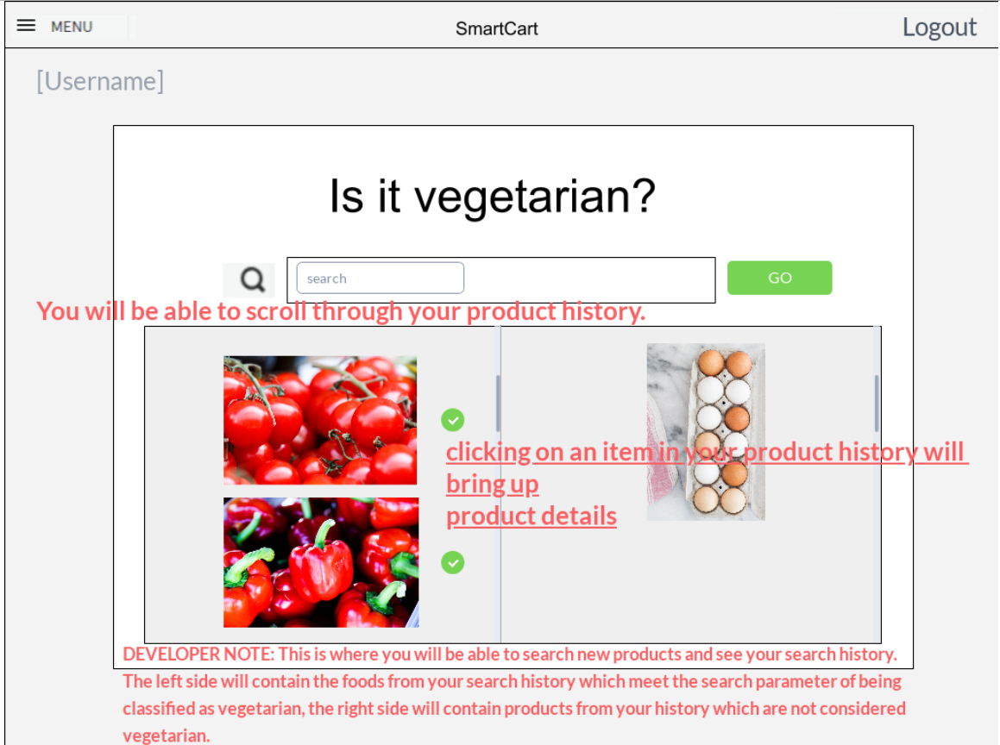 MENU
SmartCart
Logout
[Username]
Is it vegetarian?
search
GO
You will be able to scroll through your product history.
clicking on an item in your product history will
bring up
product details
DEVELOPER NOTE: This is where you will be able to search new products and see your search history.
The left side will contain the foods from your search history which meet the search parameter of being
classified as vegetarian, the right side will contain products from your history which are not considered
vegetarian.